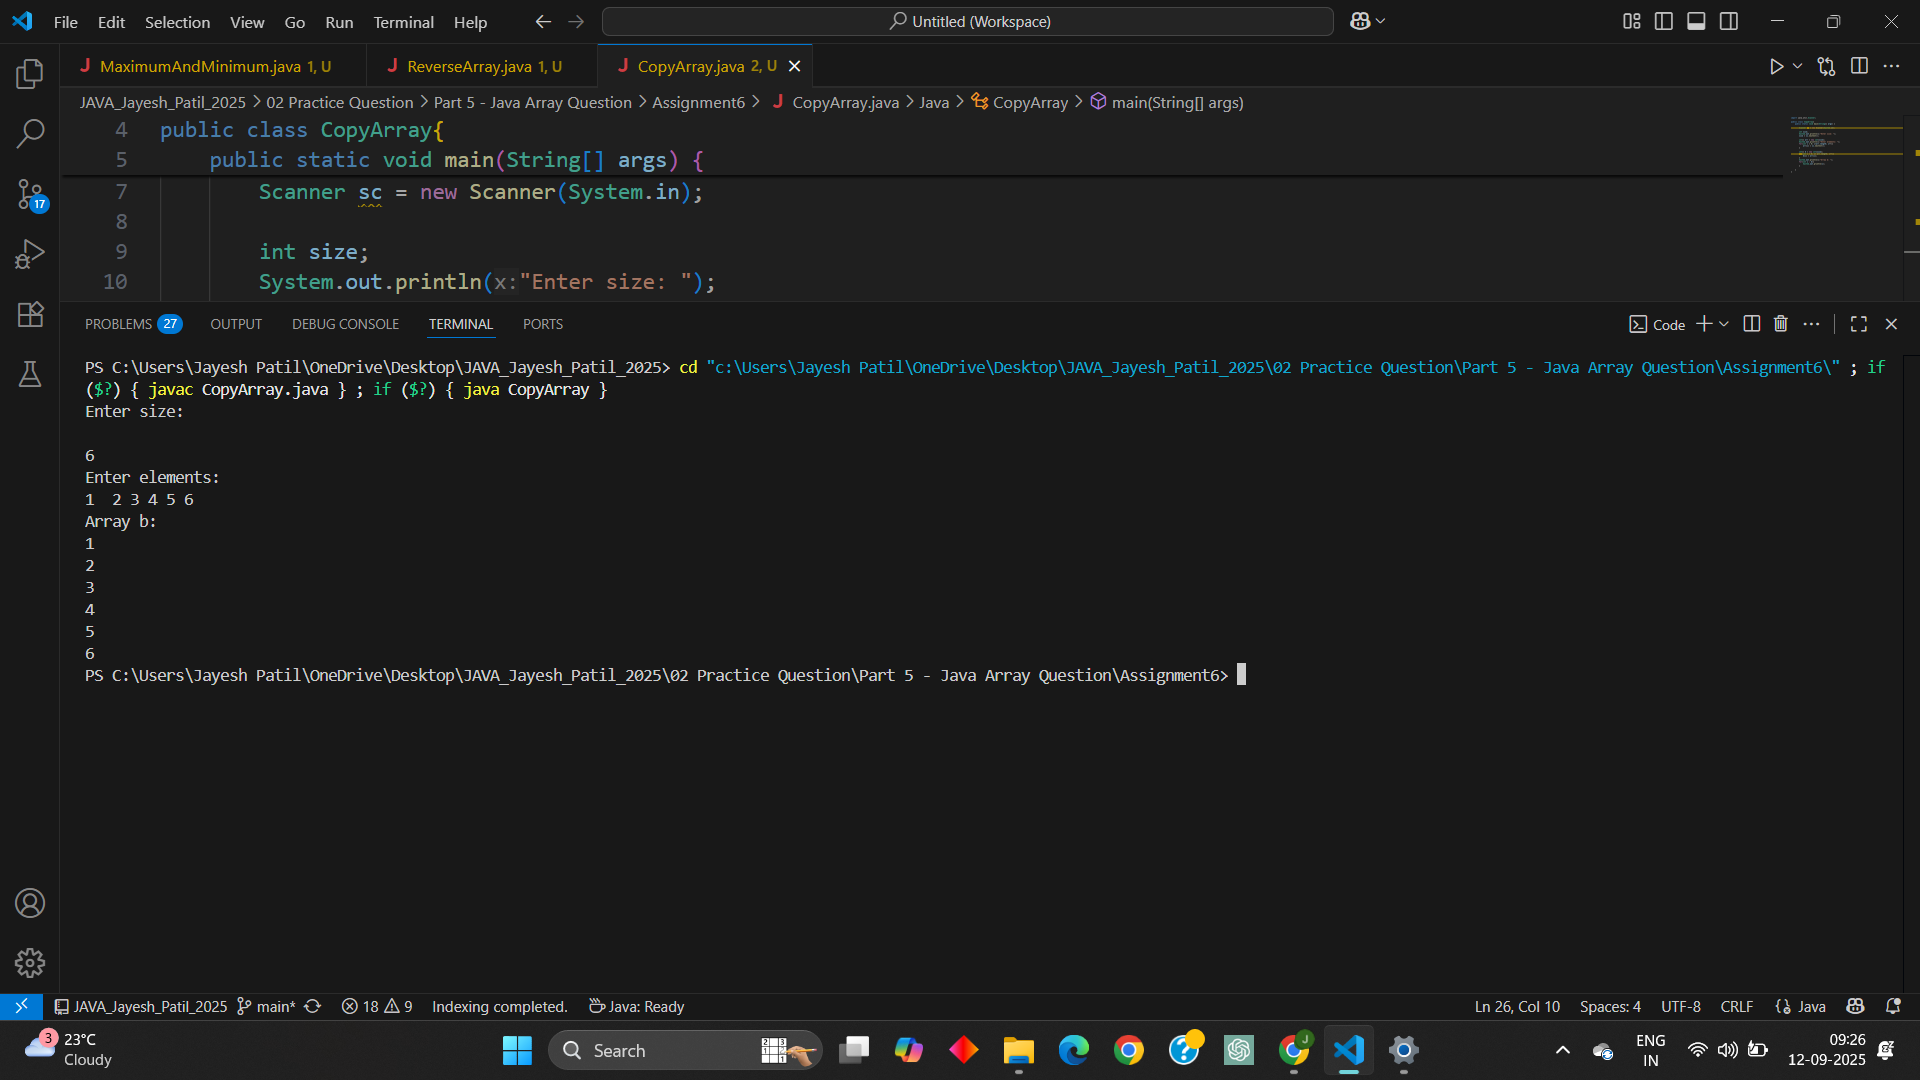 File Edit Selection View Go Run Terminal Help Untitled (Workspace)
MaximumAndMinimum.java 1, U ReverseArray.java 1, U CopyArray.java 2, U
JAVA_Jayesh_Patil_2025 > 02 Practice Question > Part 5 - Java Array Question > Assignment6 > CopyArray.java > Java > CopyArray > main(String[] args)
4 public class CopyArray{
5 public static void main(String[] args) {
7 Scanner sc = new Scanner(System.in);
8
9 int size;
10 System.out.println(x:"Enter size: ");
17
PROBLEMS 27 OUTPUT DEBUG CONSOLE TERMINAL PORTS Code
PS C:\Users\Jayesh Patil\OneDrive\Desktop\JAVA_Jayesh_Patil_2025> cd "c:\Users\Jayesh Patil\OneDrive\Desktop\JAVA_Jayesh_Patil_2025\02 Practice Question\Part 5 - Java Array Question\Assignment6\" ; if
($?) { javac CopyArray.java } ; if ($?) { java CopyArray }
Enter size:
6
Enter elements:
1  2 3 4 5 6
Array b:
1
2
3
4
5
6
PS C:\Users\Jayesh Patil\OneDrive\Desktop\JAVA_Jayesh_Patil_2025\02 Practice Question\Part 5 - Java Array Question\Assignment6>
JAVA_Jayesh_Patil_2025 main* 18 9 Indexing completed. Java: Ready Ln 26, Col 10 Spaces: 4 UTF-8 CRLF Java
3 23°C Search J ENG 09:26
Cloudy IN 12-09-2025